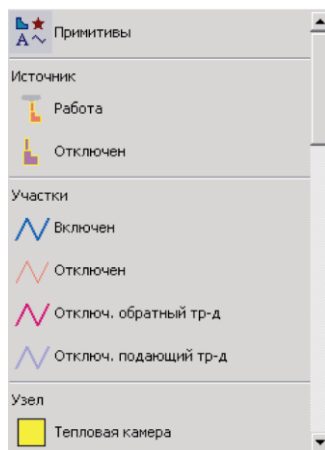 Примитивы
Источник
Работа
Отключен
Участки
Включен
Отключен
Отключ. обратный тр-д
Отключ. подающий тр-д
Узел
Тепловая камера